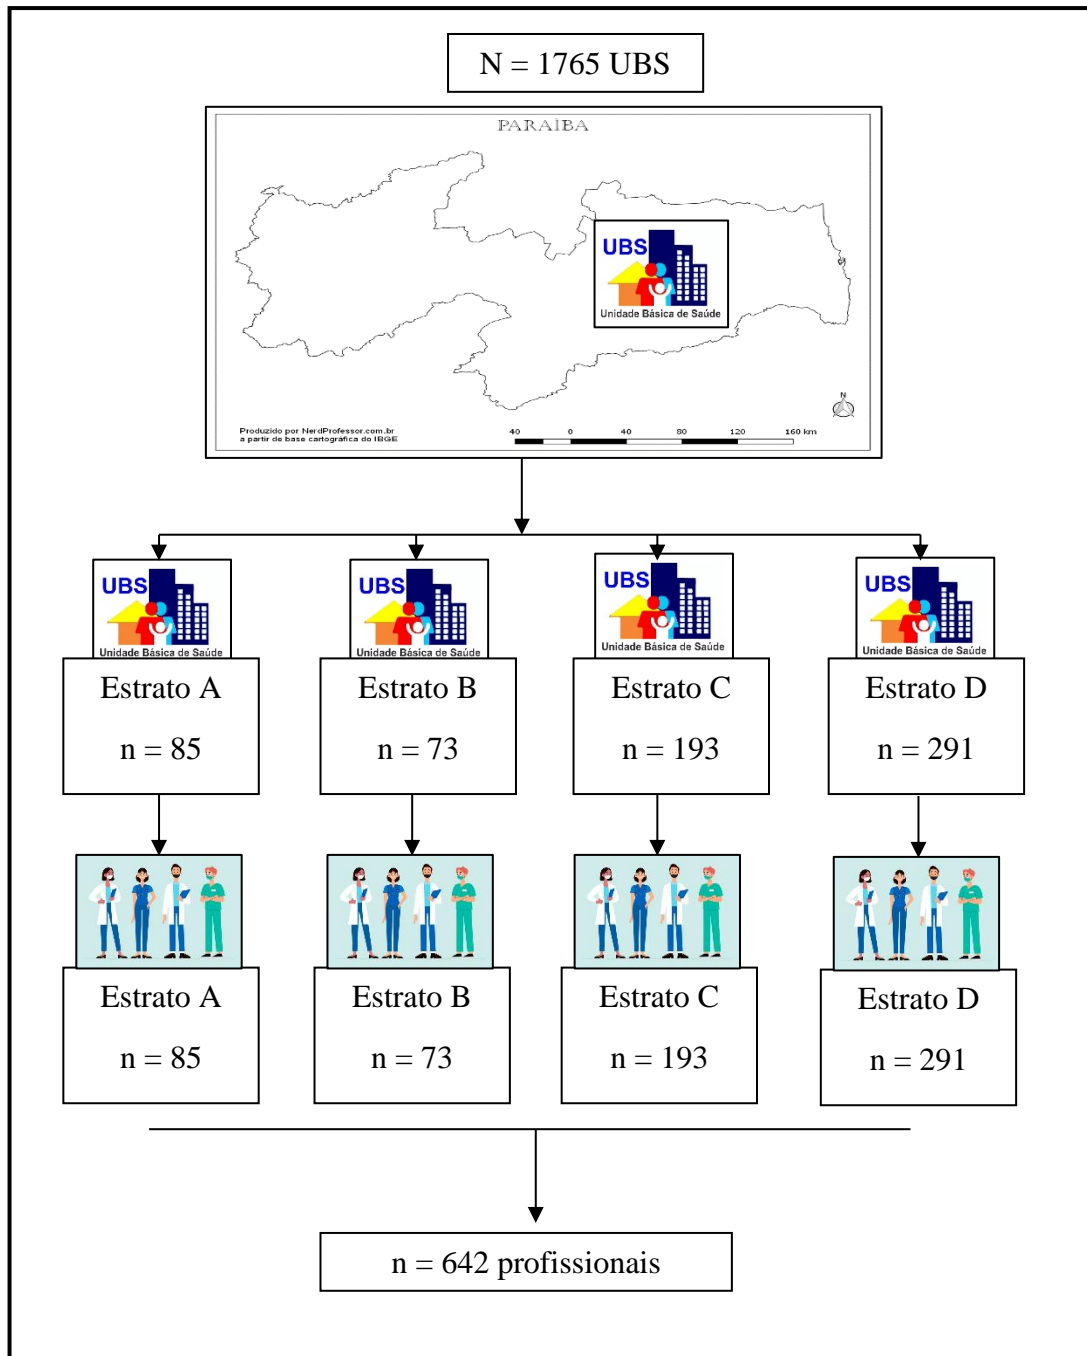 N = 1765 UBS
PARAÍBA
UBS
Unidade Básica de Saúde
N
Produzido por NerdProfessor.com.br
a partir de base cartográfica do IBGE
40 0 40 80 120 160 km
UBS
Unidade Básica de Saúde
UBS
Unidade Básica de Saúde
UBS
Unidade Básica de Saúde
UBS
Unidade Básica de Saúde
Estrato A
n = 85
Estrato B
n = 73
Estrato C
n = 193
Estrato D
n = 291
Estrato A
n = 85
Estrato B
n = 73
Estrato C
n = 193
Estrato D
n = 291
n = 642 profissionais